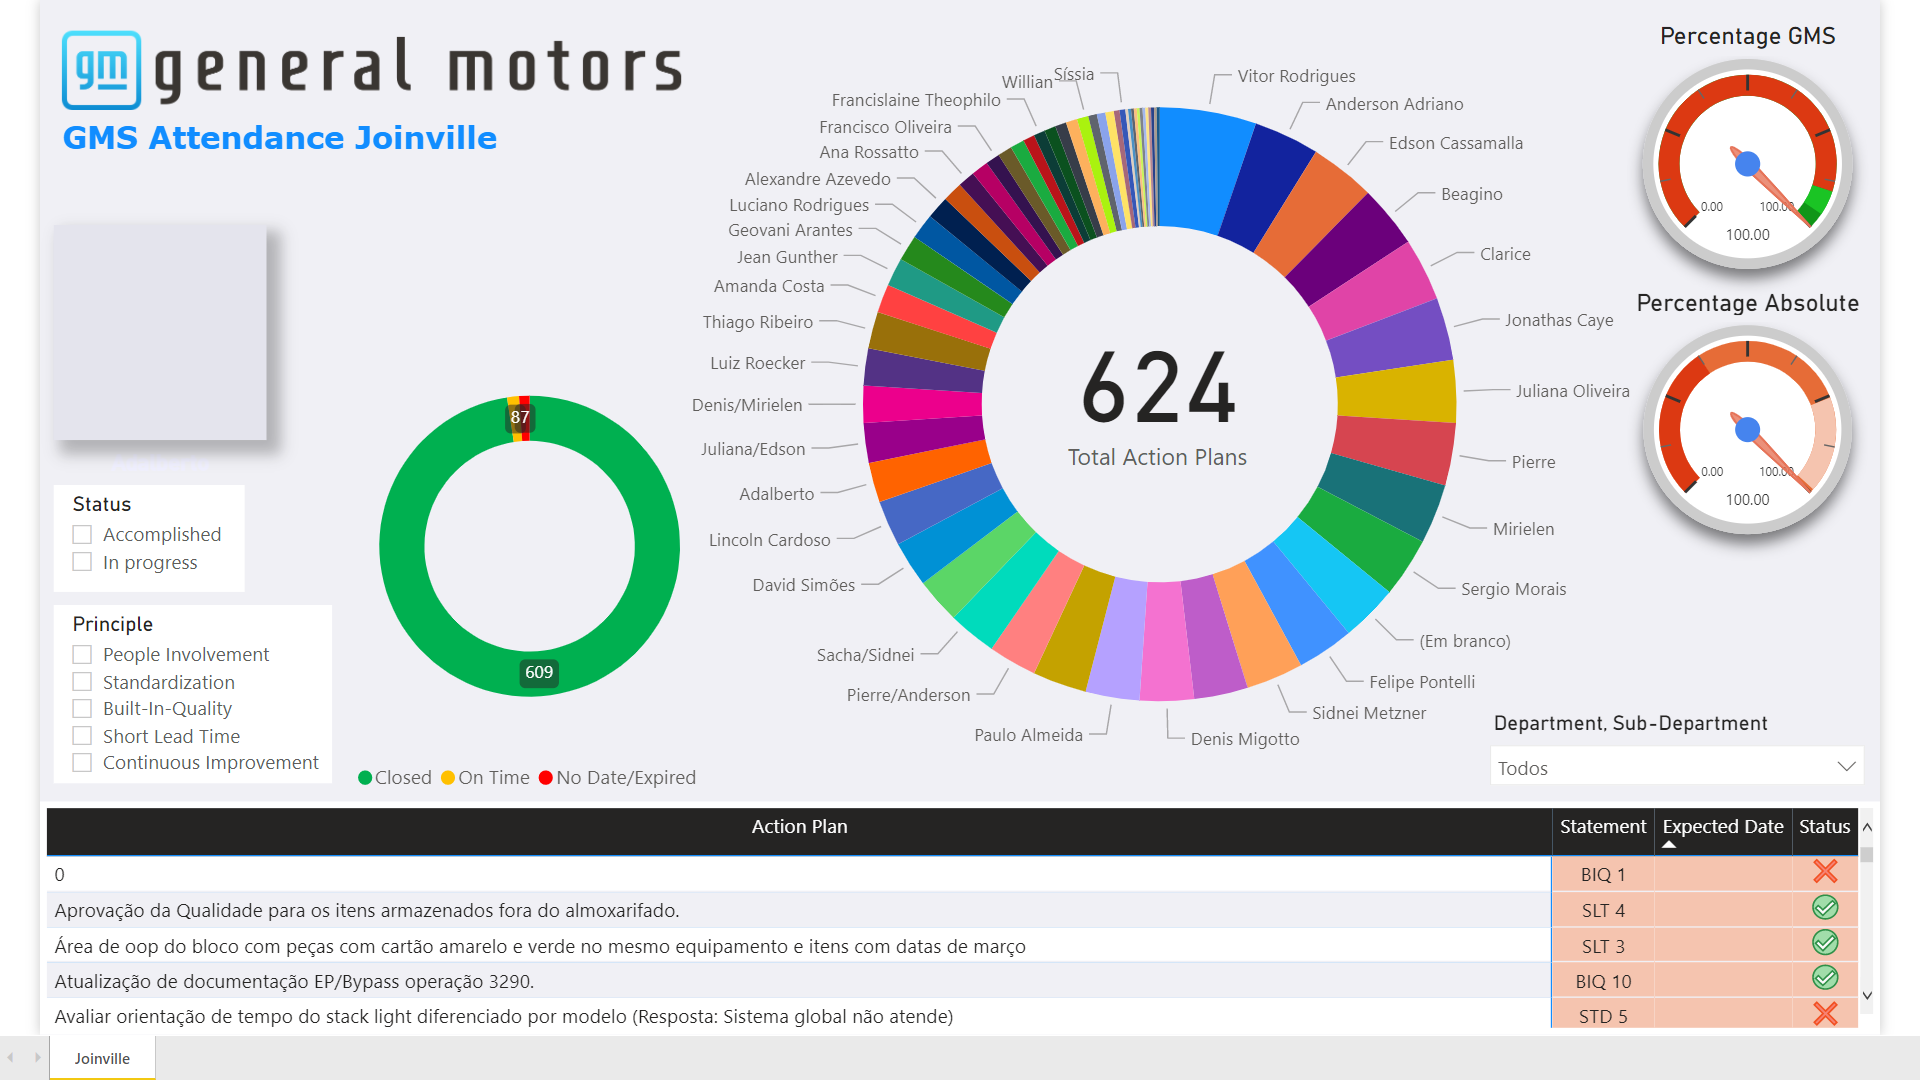 gm general motors
GMS Attendance Joinville
Status
Accomplished
In progress
Principle
People Involvement
Standardization
Built-In-Quality
Short Lead Time
Continuous Improvement
87
609
Closed
On Time
No Date/Expired
Síssia
Willian
Francislaine Theophilo
Francisco Oliveira
Ana Rossatto
Alexandre Azevedo
Luciano Rodrigues
Geovani Arantes
Jean Gunther
Amanda Costa
Thiago Ribeiro
Luiz Roecker
Denis/Mirielen
Juliana/Edson
Adalberto
Lincoln Cardoso
David Simões
Sacha/Sidnei
Pierre/Anderson
Paulo Almeida
Vitor Rodrigues
Anderson Adriano
Edson Cassamalla
Beagino
Clarice
Jonathas Caye
Juliana Oliveira
Pierre
Mirielen
Sergio Morais
(Em branco)
Felipe Pontelli
Sidnei Metzner
Denis Migotto
624
Total Action Plans
Percentage GMS
0.00
100.00
100.00
Percentage Absolute
0.00
100.00
100.00
Department, Sub-Department
Todos
Action Plan Statement Expected Date Status
0 BIQ 1
Aprovação da Qualidade para os itens armazenados fora do almoxarifado. SLT 4
Área de oop do bloco com peças com cartão amarelo e verde no mesmo equipamento e itens com datas de março SLT 3
Atualização de documentação EP/Bypass operação 3290. BIQ 10
Avaliar orientação de tempo do stack light diferenciado por modelo (Resposta: Sistema global não atende) STD 5
Joinville